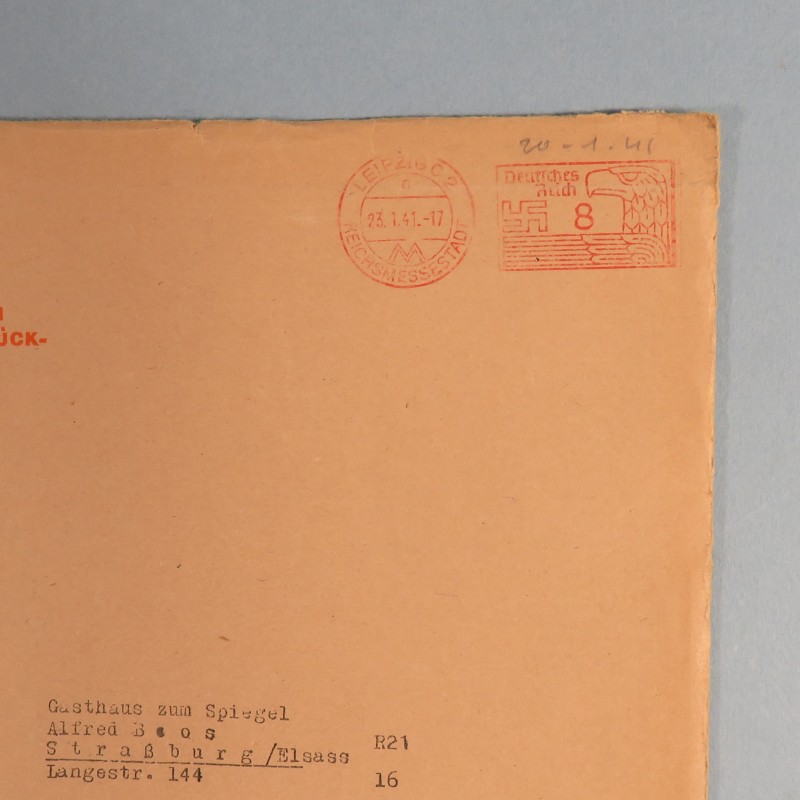 20-1.41
LEIPZIG C 2
a
23.1.41.-17
REICHSMESSESTADT
M
Deutsches
Reich
8
ÜCK-
Gasthaus zum Spiegel
Alfred B o o s
S t r a ß b u r g /Elsass
R21
Langestr. 144
16